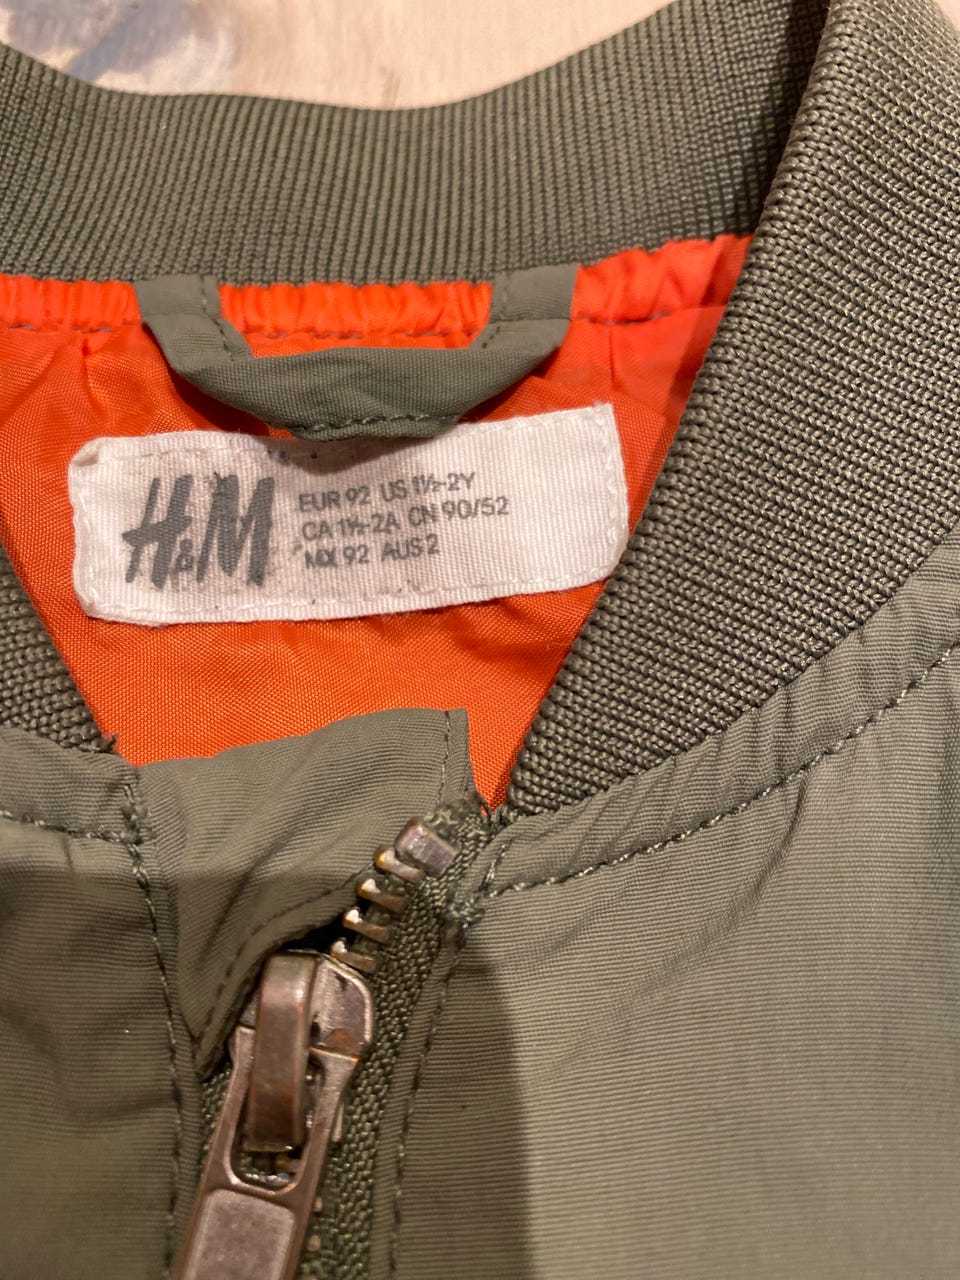 H&M
EUR 92 US 1½-2Y
CA 1½-2A CN 90/52
MX 92 AUS 2